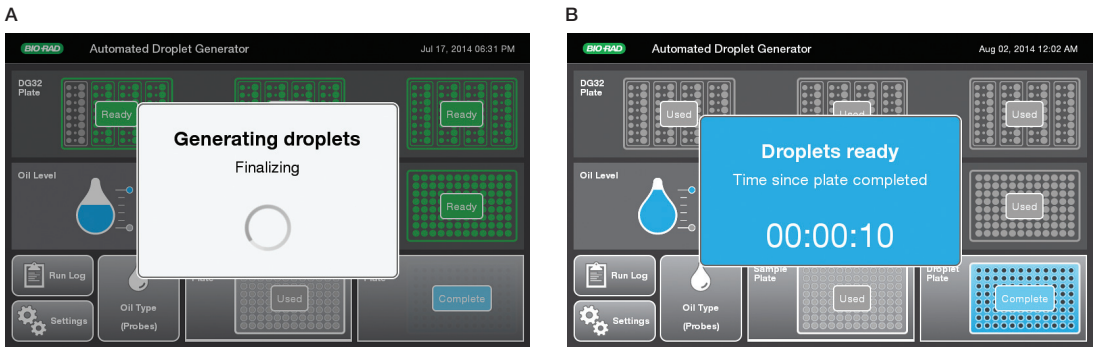 A
BIO-RAD Automated Droplet Generator Jul 17, 2014 06:31 PM
DG32
Plate
Ready
Ready
Generating droplets
Finalizing
Oil Level
Ready
Run Log
Settings
Oil Type
(Probes)
Plate
Used
Plate
Complete
B
BIO-RAD Automated Droplet Generator Aug 02, 2014 12:02 AM
DG32
Plate
Used
Used
Used
Droplets ready
Time since plate completed
00:00:10
Oil Level
Used
Run Log
Settings
Oil Type
(Probes)
Sample
Plate
Used
Droplet
Plate
Complete